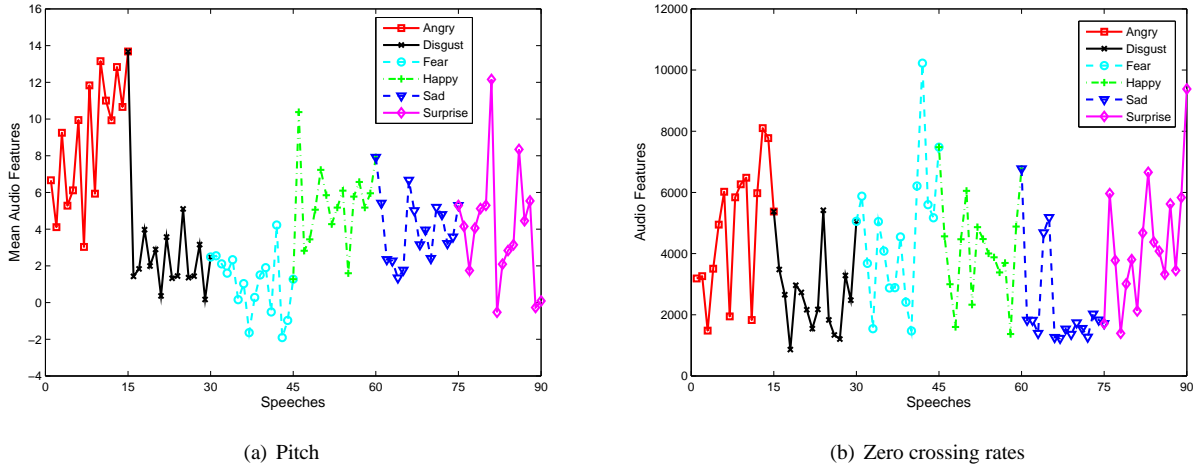 16
14
12
10
8
6
4
2
0
−2
−4
Mean Audio Features
0 15 30 45 60 75 90
Speeches
Angry
Disgust
Fear
Happy
Sad
Surprise
(a) Pitch
12000
10000
8000
6000
4000
2000
0
Audio Features
0 15 30 45 60 75 90
Speeches
Angry
Disgust
Fear
Happy
Sad
Surprise
(b) Zero crossing rates